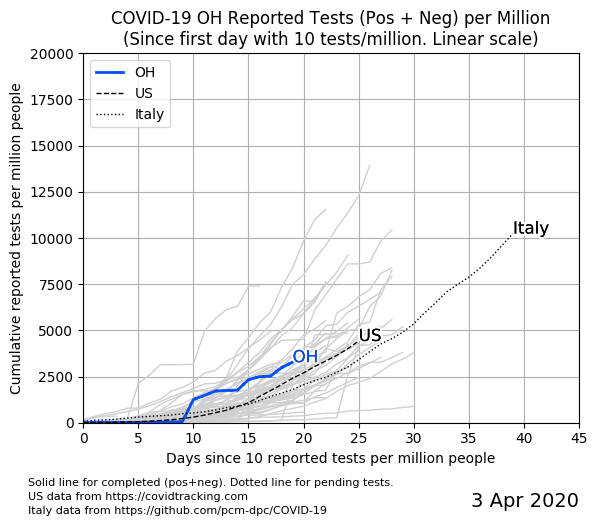 COVID-19 OH Reported Tests (Pos + Neg) per Million
(Since first day with 10 tests/million. Linear scale)
Cumulative reported tests per million people
20000
17500
15000
12500
10000
7500
5000
2500
0
OH
US
Italy
Italy
US
OH
0 5 10 15 20 25 30 35 40 45
Days since 10 reported tests per million people
Solid line for completed (pos+neg). Dotted line for pending tests.
US data from https://covidtracking.com
Italy data from https://github.com/pcm-dpc/COVID-19
3 Apr 2020